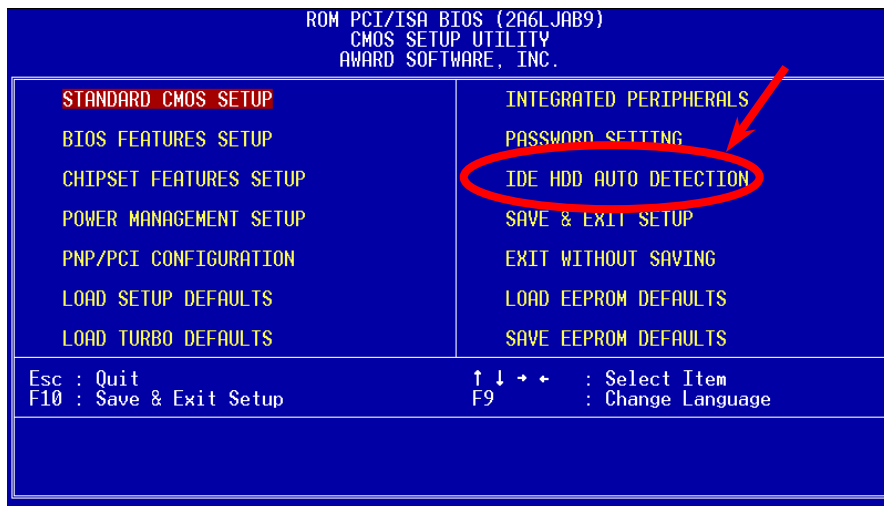 ROM PCI/ISA BIOS (2A6LJAB9)
CMOS SETUP UTILITY
AWARD SOFTWARE, INC.
STANDARD CMOS SETUP
BIOS FEATURES SETUP
CHIPSET FEATURES SETUP
POWER MANAGEMENT SETUP
PNP/PCI CONFIGURATION
LOAD SETUP DEFAULTS
LOAD TURBO DEFAULTS
INTEGRATED PERIPHERALS
PASSWORD SETTING
IDE HDD AUTO DETECTION
SAVE & EXIT SETUP
EXIT WITHOUT SAVING
LOAD EEPROM DEFAULTS
SAVE EEPROM DEFAULTS
Esc : Quit
F10 : Save & Exit Setup
↑ ↓ → ← : Select Item
F9 : Change Language